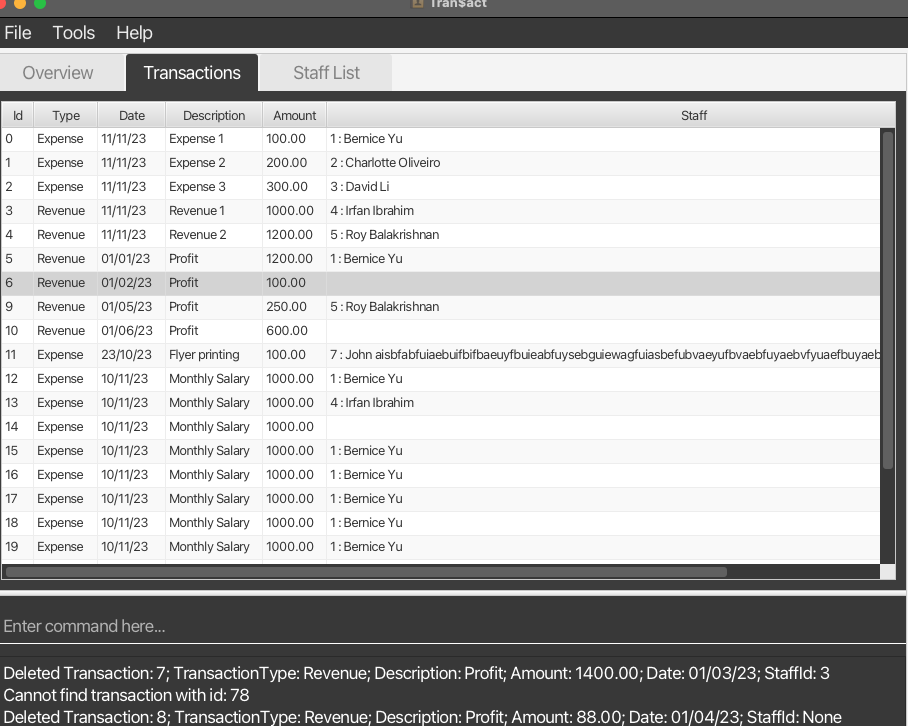 Tran$act
File Tools Help
Overview Transactions Staff List
Id Type Date Description Amount Staff
0 Expense 11/11/23 Expense 1 100.00 1 : Bernice Yu
1 Expense 11/11/23 Expense 2 200.00 2 : Charlotte Oliveiro
2 Expense 11/11/23 Expense 3 300.00 3 : David Li
3 Revenue 11/11/23 Revenue 1 1000.00 4 : Irfan Ibrahim
4 Revenue 11/11/23 Revenue 2 1200.00 5 : Roy Balakrishnan
5 Revenue 01/01/23 Profit 1200.00 1 : Bernice Yu
6 Revenue 01/02/23 Profit 100.00
9 Revenue 01/05/23 Profit 250.00 5 : Roy Balakrishnan
10 Revenue 01/06/23 Profit 600.00
11 Expense 23/10/23 Flyer printing 100.00 7 : John aisbfabfuiaebuifbifbaeuyfbuieabfuysebguiewagfuiasbefubvaeyufbvaebfuyaebvfyuaefbuyaeb
12 Expense 10/11/23 Monthly Salary 1000.00 1 : Bernice Yu
13 Expense 10/11/23 Monthly Salary 1000.00 4 : Irfan Ibrahim
14 Expense 10/11/23 Monthly Salary 1000.00
15 Expense 10/11/23 Monthly Salary 1000.00 1 : Bernice Yu
16 Expense 10/11/23 Monthly Salary 1000.00 1 : Bernice Yu
17 Expense 10/11/23 Monthly Salary 1000.00 1 : Bernice Yu
18 Expense 10/11/23 Monthly Salary 1000.00 1 : Bernice Yu
19 Expense 10/11/23 Monthly Salary 1000.00 1 : Bernice Yu
Enter command here...
Deleted Transaction: 7; TransactionType: Revenue; Description: Profit; Amount: 1400.00; Date: 01/03/23; StaffId: 3
Cannot find transaction with id: 78
Deleted Transaction: 8; TransactionType: Revenue; Description: Profit; Amount: 88.00; Date: 01/04/23; StaffId: None